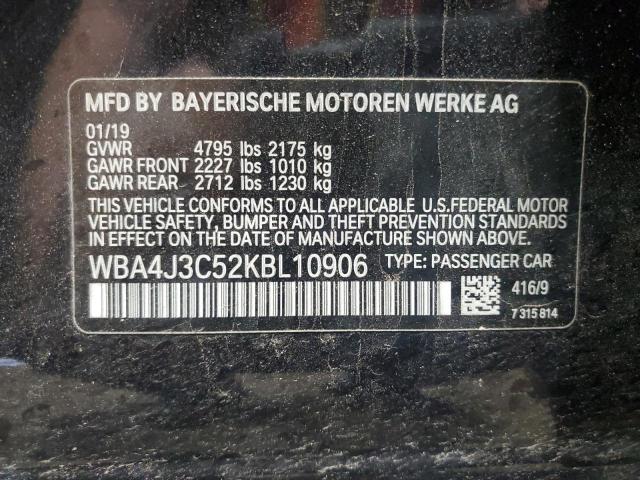 MFD BY BAYERISCHE MOTOREN WERKE AG
01/19
GVWR 4795 lbs 2175 kg
GAWR FRONT 2227 lbs 1010 kg
GAWR REAR 2712 lbs 1230 kg
THIS VEHICLE CONFORMS TO ALL APPLICABLE U.S.FEDERAL MOTOR
VEHICLE SAFETY, BUMPER AND THEFT PREVENTION STANDARDS
IN EFFECT ON THE DATE OF MANUFACTURE SHOWN ABOVE.
WBA4J3C52KBL10906 TYPE: PASSENGER CAR
416/9
7 315 814